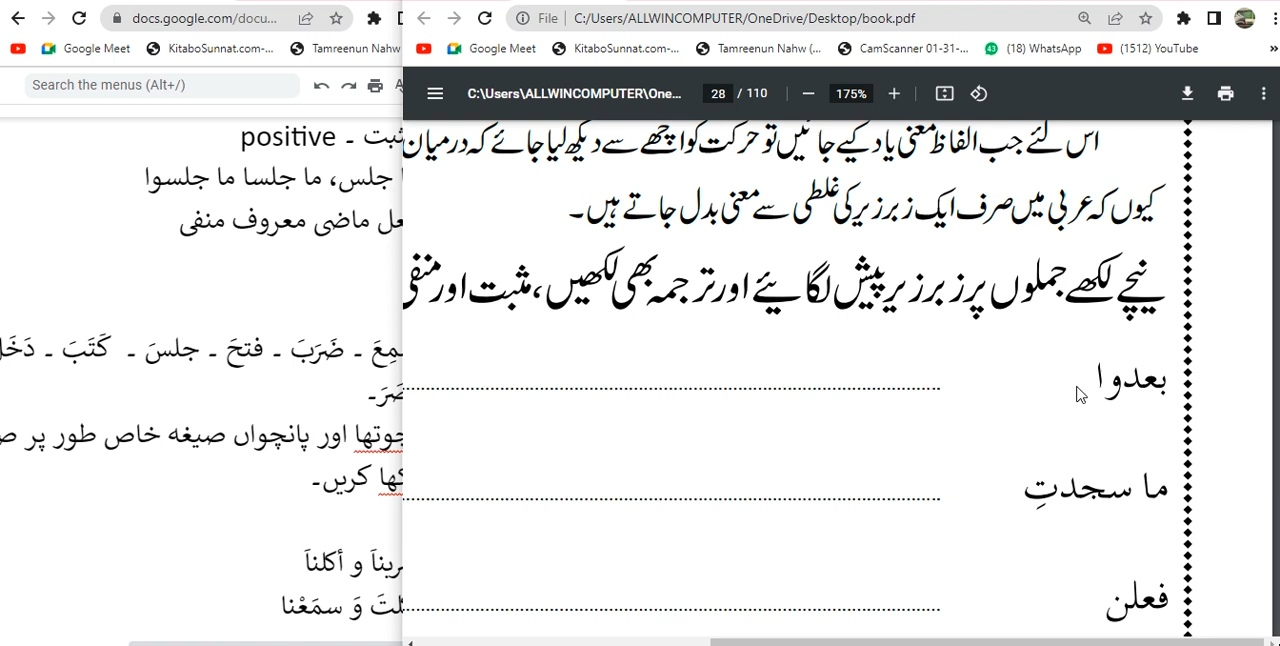 docs.google.com/docu...
File C:/Users/ALLWINCOMPUTER/OneDrive/Desktop/book.pdf
Google Meet KitaboSunnat.com-... Tamreenun Nahw
Google Meet KitaboSunnat.com-... Tamreenun Nahw (... CamScanner 01-31-... (18) WhatsApp (1512) YouTube »
Search the menus (Alt+/)
C:\Users\ALLWINCOMPUTER\One... 28 / 110 175%
ثبت ۔ positive
جلس، ما جلسا ما جلسوا
عل ماضی معروف منفی
مِعَ ۔ ضَرَبَ ۔ فتحَ ۔ جلسَ ۔ كَتَبَ ۔ دَخَلَ
ضَرَ۔
جوتھا اور پانچواں صیغہ خاص طور پر
کھا کریں۔
ربناَ و أكلناَ
لتَ وَ سمَعْنا
اس لئے جب الفاظ معنی یاد کیے جائیں تو حرکت کو اچھے سے دیکھ لیا جائے کہ درمیان
کیوں کہ عربی میں صرف ایک زبر زیر کی غلطی سے معنی بدل جاتے ہیں۔
نیچے لکھے جملوں پر زبر زیر پیش لگائیے اور ترجمہ بھی لکھیں، مثبت اور منفی
بعدوا ................................................
ما سجدتِ ................................................
فعلن ................................................